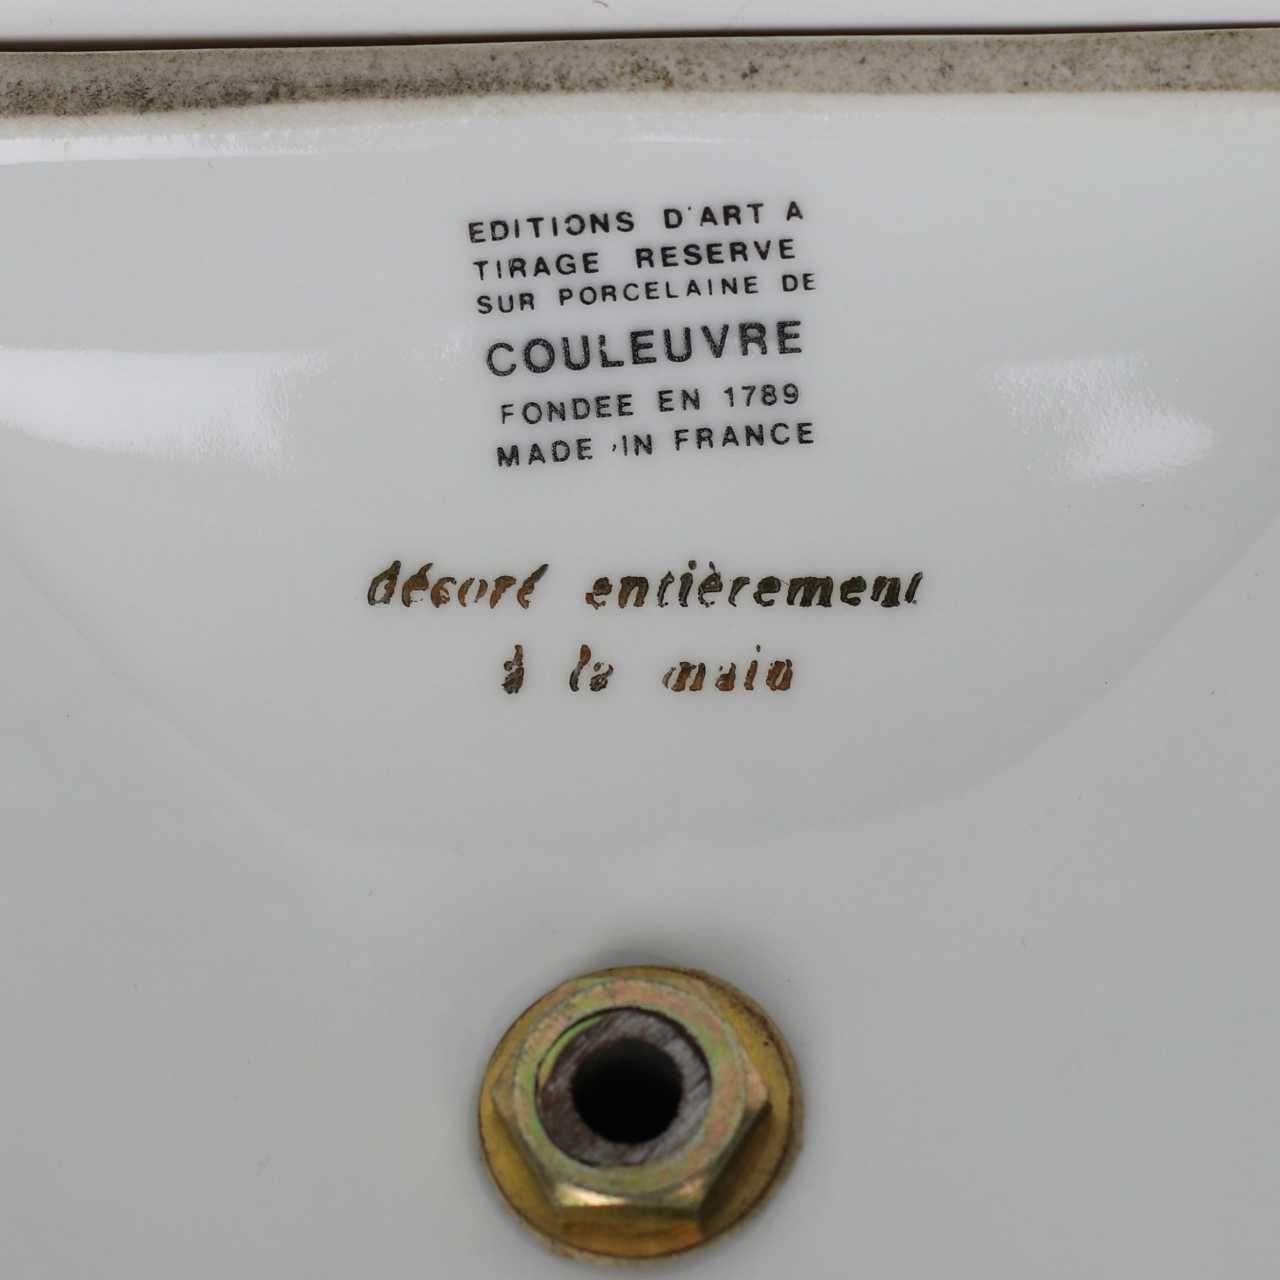 EDITIONS D'ART A
TIRAGE RESERVE
SUR PORCELAINE DE
COULEUVRE
FONDEE EN 1789
MADE IN FRANCE
décoré entièrement
à la main